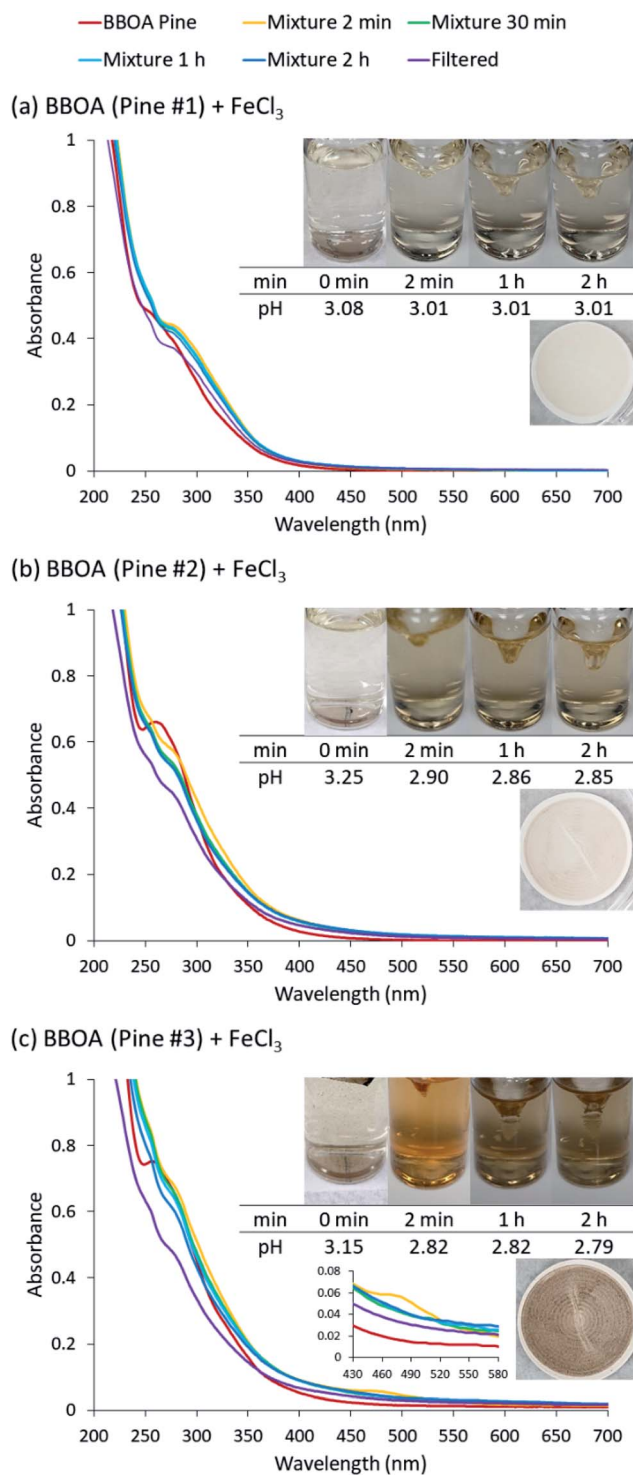 BBOA Pine Mixture 2 min Mixture 30 min
Mixture 1 h Mixture 2 h Filtered
(a) BBOA (Pine #1) + FeCl₃
1
0.8
0.6
0.4
0.2
0
Absorbance
min 0 min 2 min 1 h 2 h
pH 3.08 3.01 3.01 3.01
200 250 300 350 400 450 500 550 600 650 700
Wavelength (nm)
(b) BBOA (Pine #2) + FeCl₃
1
0.8
0.6
0.4
0.2
0
Absorbance
min 0 min 2 min 1 h 2 h
pH 3.25 2.90 2.86 2.85
200 250 300 350 400 450 500 550 600 650 700
Wavelength (nm)
(c) BBOA (Pine #3) + FeCl₃
1
0.8
0.6
0.4
0.2
0
Absorbance
min 0 min 2 min 1 h 2 h
pH 3.15 2.82 2.82 2.79
0.08
0.06
0.04
0.02
0
430 460 490 520 550 580
200 250 300 350 400 450 500 550 600 650 700
Wavelength (nm)